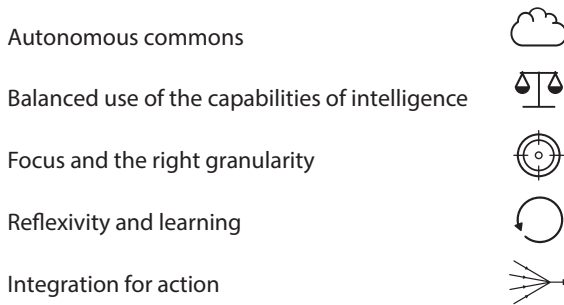 Autonomous commons
Balanced use of the capabilities of intelligence
Focus and the right granularity
Reflexivity and learning
Integration for action